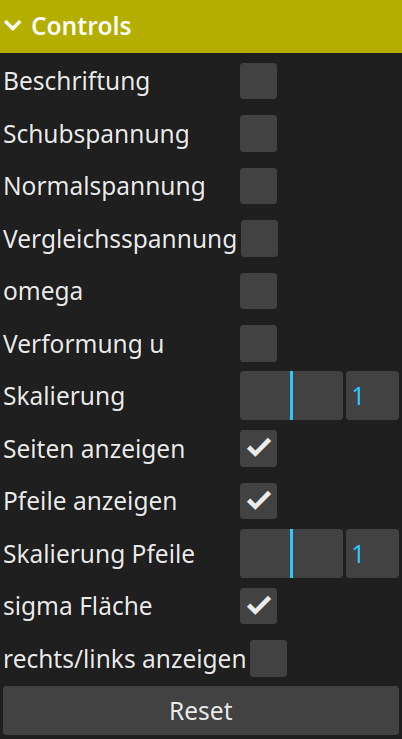 Controls
Beschriftung
Schubspannung
Normalspannung
Vergleichsspannung
omega
Verformung u
Skalierung 1
Seiten anzeigen
Pfeile anzeigen
Skalierung Pfeile 1
sigma Fläche
rechts/links anzeigen
Reset